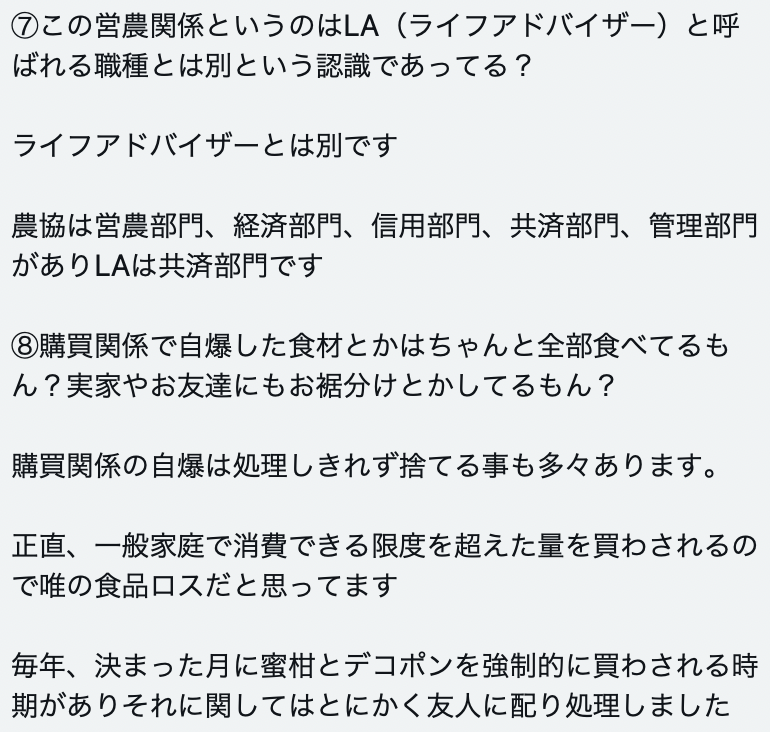 ⑦この営農関係というのはLA（ライフアドバイザー）と呼
ばれる職種とは別という認識であってる？
ライフアドバイザーとは別です
農協は営農部門、経済部門、信用部門、共済部門、管理部門
がありLAは共済部門です
⑧購買関係で自爆した食材とかはちゃんと全部食べてるも
ん？実家やお友達にもお裾分けとかしてるもん？
購買関係の自爆は処理しきれず捨てる事も多々あります。
正直、一般家庭で消費できる限度を超えた量を買わされるの
で唯の食品ロスだと思ってます
毎年、決まった月に蜜柑とデコポンを強制的に買わされる時
期がありそれに関してはとにかく友人に配り処理しました